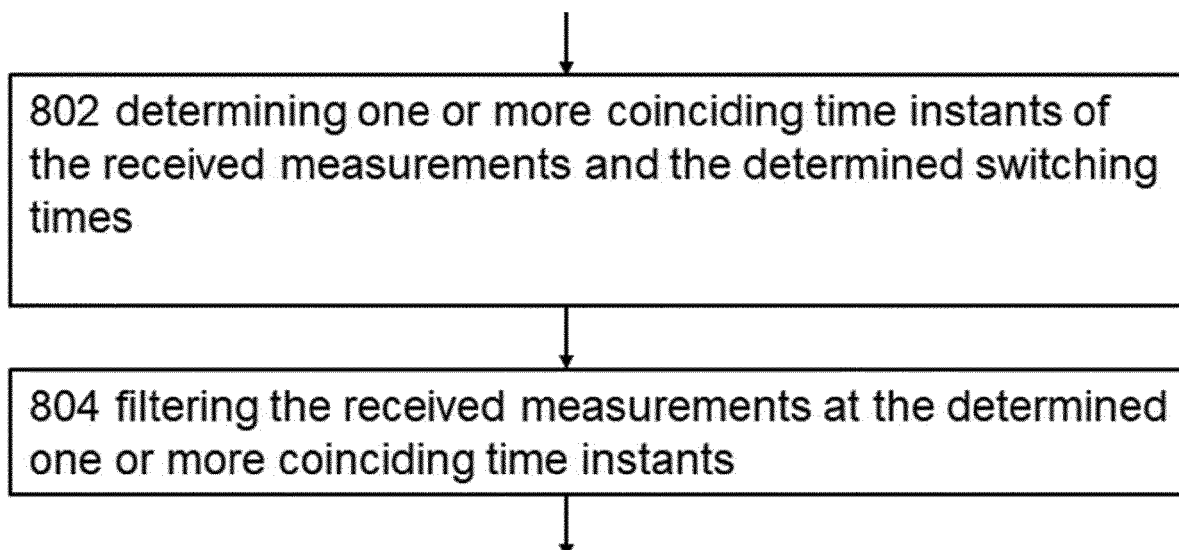 802 determining one or more coinciding time instants of
the received measurements and the determined switching
times
804 filtering the received measurements at the determined
one or more coinciding time instants